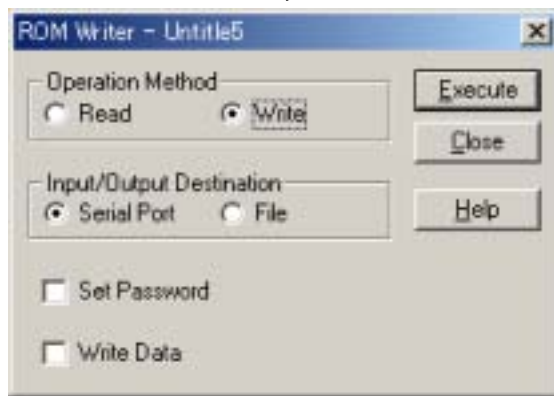 ROM Writer - Untitle5
Operation Method
Read Write
Execute
Close
Input/Output Destination
Serial Port File
Help
Set Password
Write Data